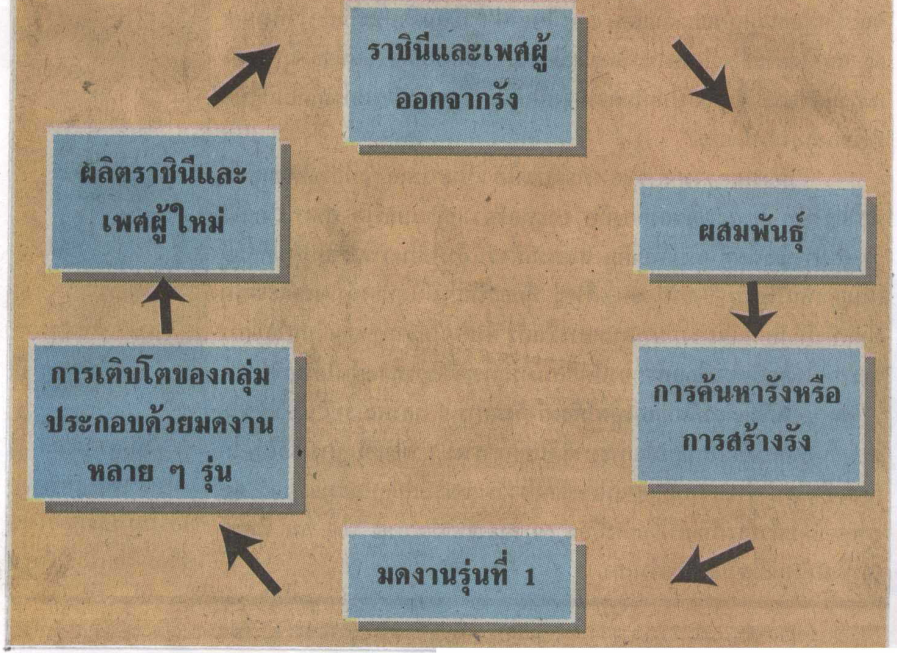 ราชินีและเพศผู้
ออกจากรัง
ผสมพันธุ์
การค้นหารังหรือ
การสร้างรัง
มดงานรุ่นที่ 1
การเติบโตของกลุ่ม
ประกอบด้วยมดงาน
หลาย ๆ รุ่น
ผลิตราชินีและ
เพศผู้ใหม่